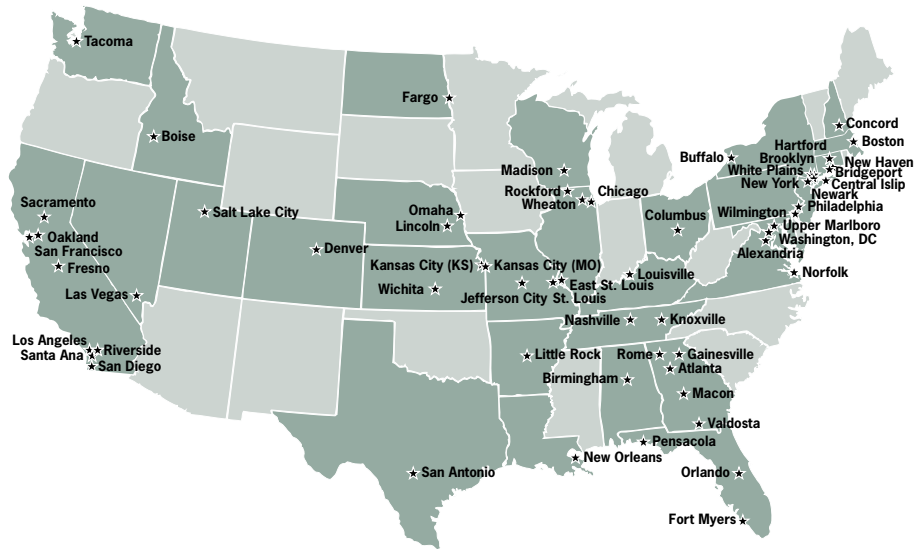 Tacoma
Fargo
Boise
Concord
Boston
Buffalo
Hartford
Brooklyn
New Haven
White Plains
Bridgeport
New York
Central Islip
Newark
Madison
Rockford
Chicago
Wheaton
Sacramento
Salt Lake City
Omaha
Lincoln
Columbus
Wilmington
Philadelphia
Upper Marlboro
Washington, DC
Alexandria
Oakland
San Francisco
Fresno
Denver
Kansas City (KS)
Kansas City (MO)
Louisville
Norfolk
Las Vegas
Wichita
East St. Louis
Jefferson City
St. Louis
Nashville
Knoxville
Los Angeles
Riverside
Santa Ana
San Diego
Little Rock
Rome
Gainesville
Atlanta
Birmingham
Macon
Valdosta
Pensacola
New Orleans
San Antonio
Orlando
Fort Myers